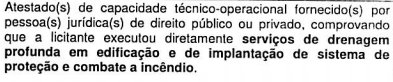 Atestado(s) de capacidade técnico-operacional fornecido(s) por
pessoa(s) jurídica(s) de direito público ou privado, comprovando
que a licitante executou diretamente serviços de drenagem
profunda em edificação e de implantação de sistema de
proteção e combate a incêndio.